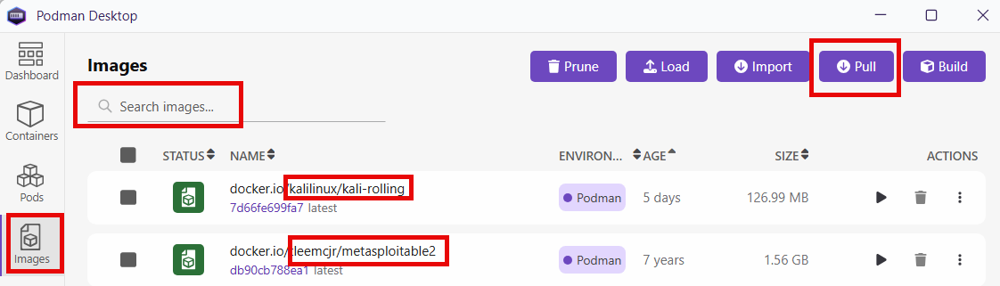 Podman Desktop
Dashboard
Containers
Pods
Images
Images
Prune
Load
Import
Pull
Build
Search images...
STATUS NAME ENVIRON... AGE SIZE ACTIONS
docker.io/kalilinux/kali-rolling
7d66fe699fa7 latest
Podman 5 days 126.99 MB
docker.io/tleemcjr/metasploitable2
db90cb788ea1 latest
Podman 7 years 1.56 GB